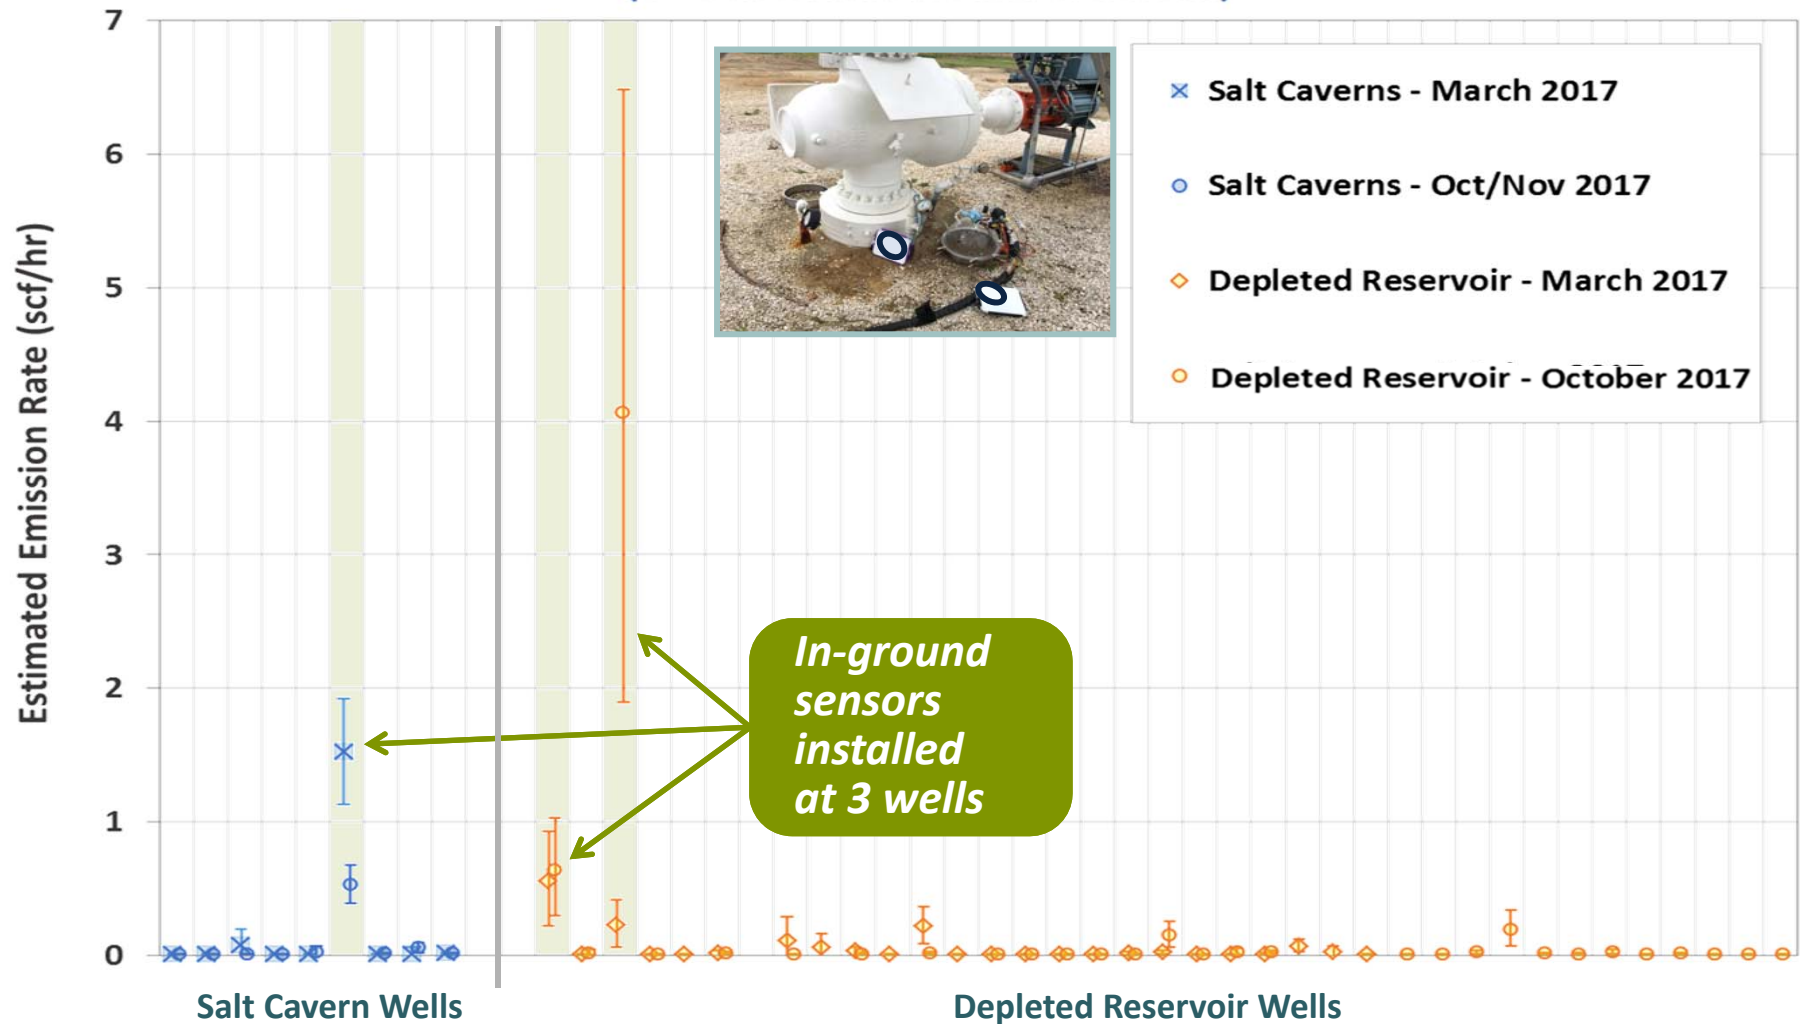 7
6
5
4
3
2
1
0
Estimated Emission Rate (scf/hr)
Salt Caverns - March 2017
Salt Caverns - Oct/Nov 2017
Depleted Reservoir - March 2017
Depleted Reservoir - October 2017
In-ground
sensors
installed
at 3 wells
Salt Cavern Wells
Depleted Reservoir Wells